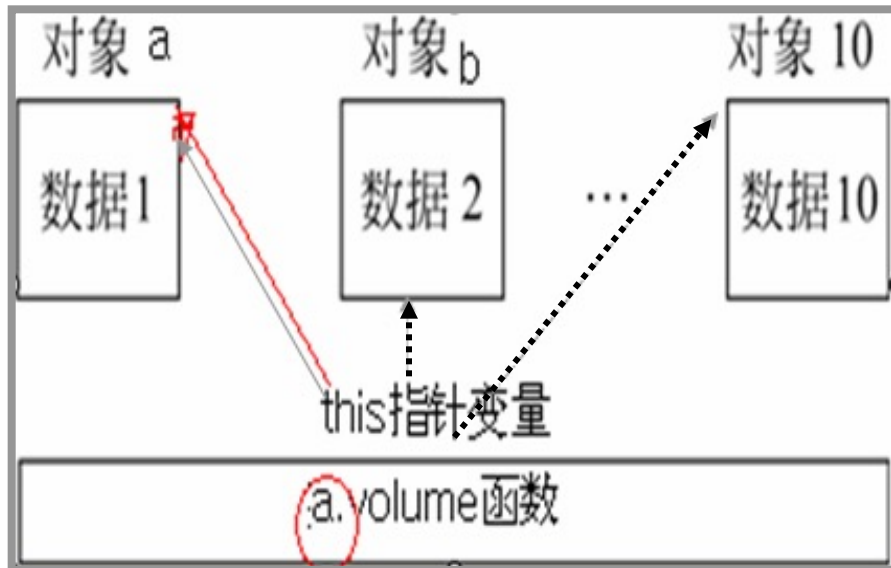 对象 a
对象 b
对象 10
数据1
数据 2
…
数据10
this指针变量
a.volume函数